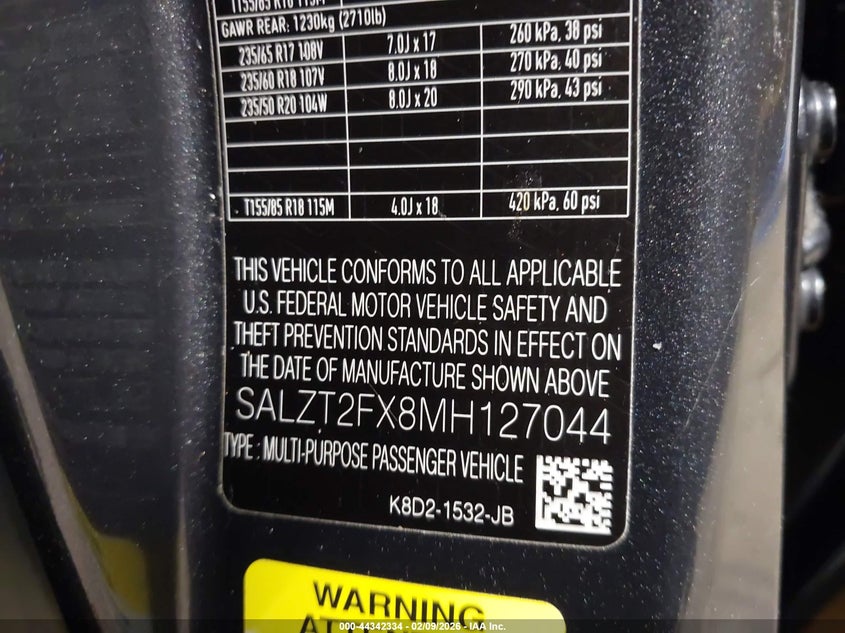 T155/85 R18 115M
GAWR REAR: 1230kg (2710lb)
235/65 R17 108V 7.0J x 17 260 kPa, 38 psi
235/60 R18 107V 8.0J x 18 270 kPa, 40 psi
235/50 R20 104W 8.0J x 20 290 kPa, 43 psi
T155/85 R18 115M 4.0J x 18 420 kPa, 60 psi
THIS VEHICLE CONFORMS TO ALL APPLICABLE
U.S. FEDERAL MOTOR VEHICLE SAFETY AND
THEFT PREVENTION STANDARDS IN EFFECT ON
THE DATE OF MANUFACTURE SHOWN ABOVE
SALZT2FX8MH127044
TYPE : MULTI-PURPOSE PASSENGER VEHICLE
K8D2-1532-JB
WARNING
000-44342334 - 02/09/2026 - IAA Inc.